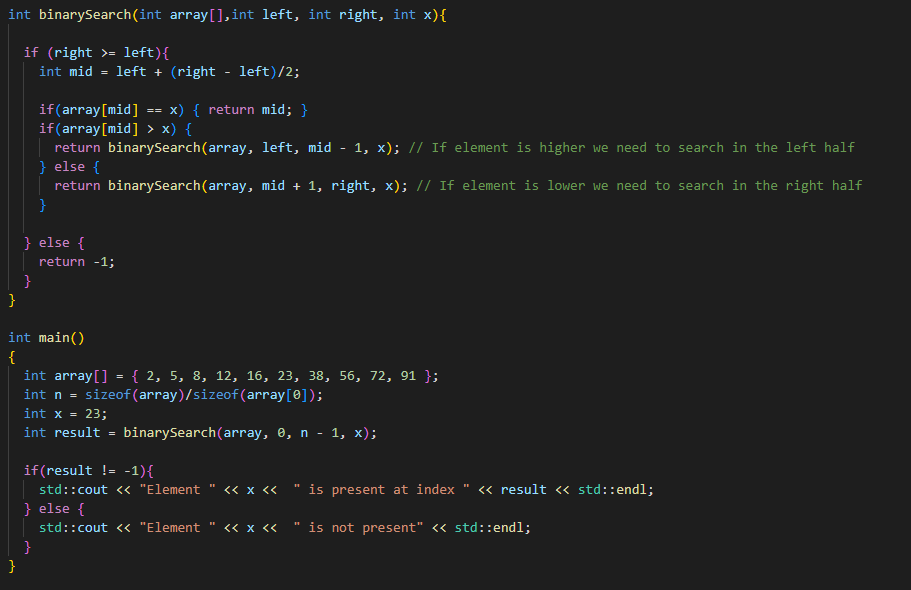 int binarySearch(int array[],int left, int right, int x){
if (right >= left){
int mid = left + (right - left)/2;
if(array[mid] == x) { return mid; }
if(array[mid] > x) {
return binarySearch(array, left, mid - 1, x); // If element is higher we need to search in the left half
} else {
return binarySearch(array, mid + 1, right, x); // If element is lower we need to search in the right half
}
} else {
return -1;
}
}
int main()
{
int array[] = { 2, 5, 8, 12, 16, 23, 38, 56, 72, 91 };
int n = sizeof(array)/sizeof(array[0]);
int x = 23;
int result = binarySearch(array, 0, n - 1, x);
if(result != -1){
std::cout << "Element " << x <<  " is present at index " << result << std::endl;
} else {
std::cout << "Element " << x <<  " is not present" << std::endl;
}
}